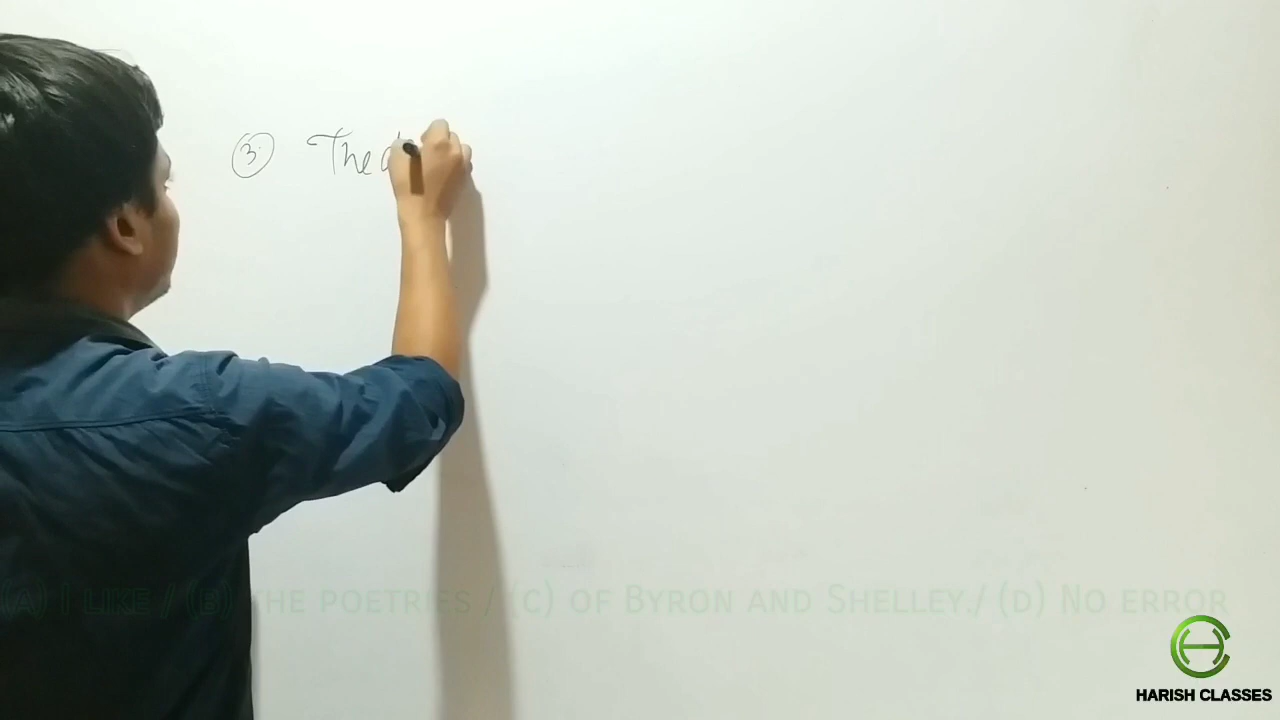 3. The
(A) I LIKE / (B) THE POETRIES / (C) OF BYRON AND SHELLEY./ (D) NO ERROR
HARISH CLASSES